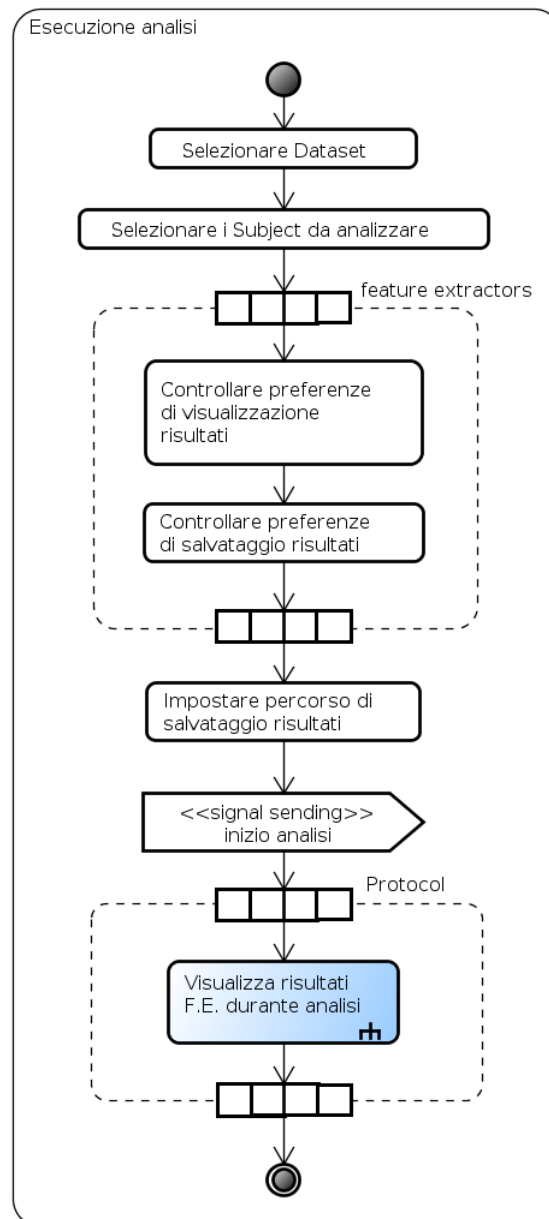 Esecuzione analisi
Selezionare Dataset
Selezionare i Subject da analizzare
feature extractors
Controllare preferenze
di visualizzazione
risultati
Controllare preferenze
di salvataggio risultati
Impostare percorso di
salvataggio risultati
<<signal sending>>
inizio analisi
Protocol
Visualizza risultati
F.E. durante analisi